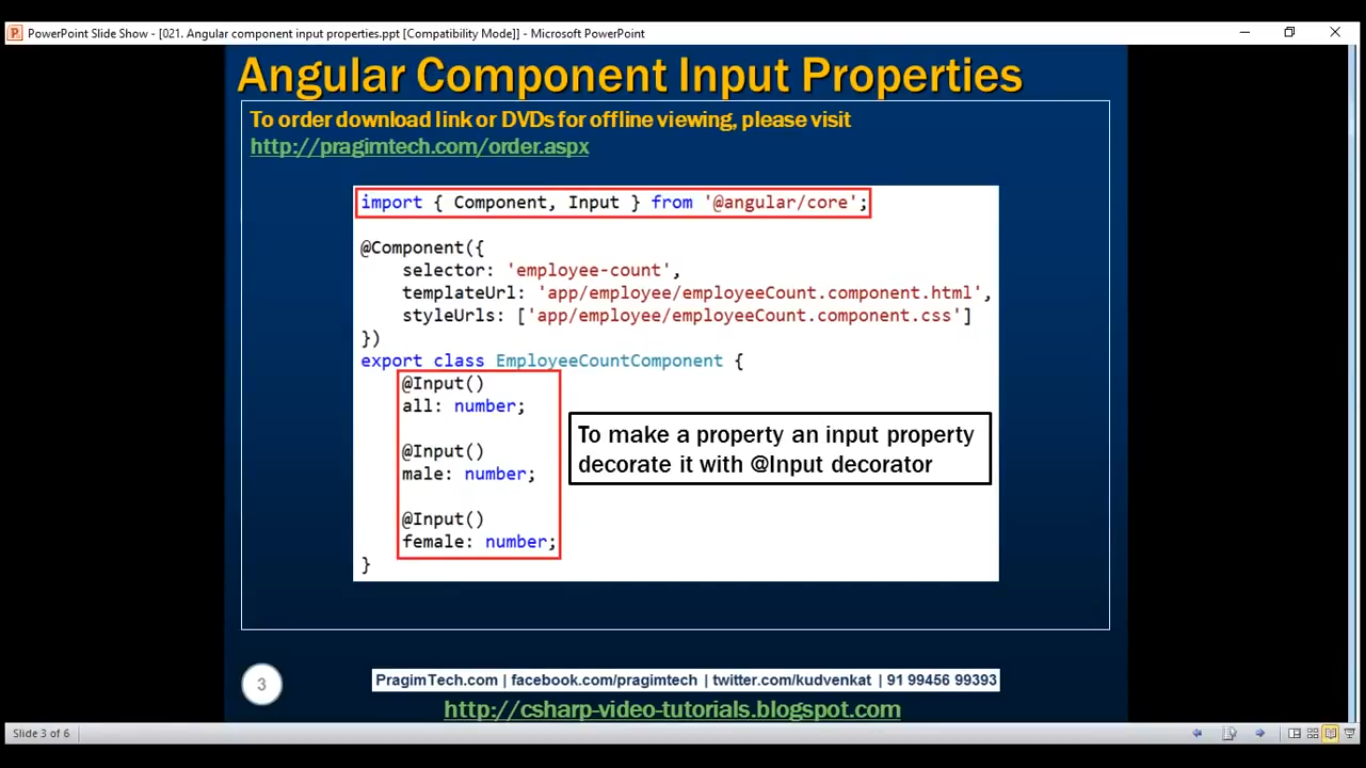 PowerPoint Slide Show - [021. Angular component input properties.ppt [Compatibility Mode]] - Microsoft PowerPoint
Angular Component Input Properties
To order download link or DVDs for offline viewing, please visit
http://pragimtech.com/order.aspx
import { Component, Input } from '@angular/core';
@Component({
selector: 'employee-count',
templateUrl: 'app/employee/employeeCount.component.html',
styleUrls: ['app/employee/employeeCount.component.css']
})
export class EmployeeCountComponent {
@Input()
all: number;
@Input()
male: number;
@Input()
female: number;
}
To make a property an input property
decorate it with @Input decorator
3
PragimTech.com | facebook.com/pragimtech | twitter.com/kudvenkat | 91 99456 99393
http://csharp-video-tutorials.blogspot.com
Slide 3 of 6